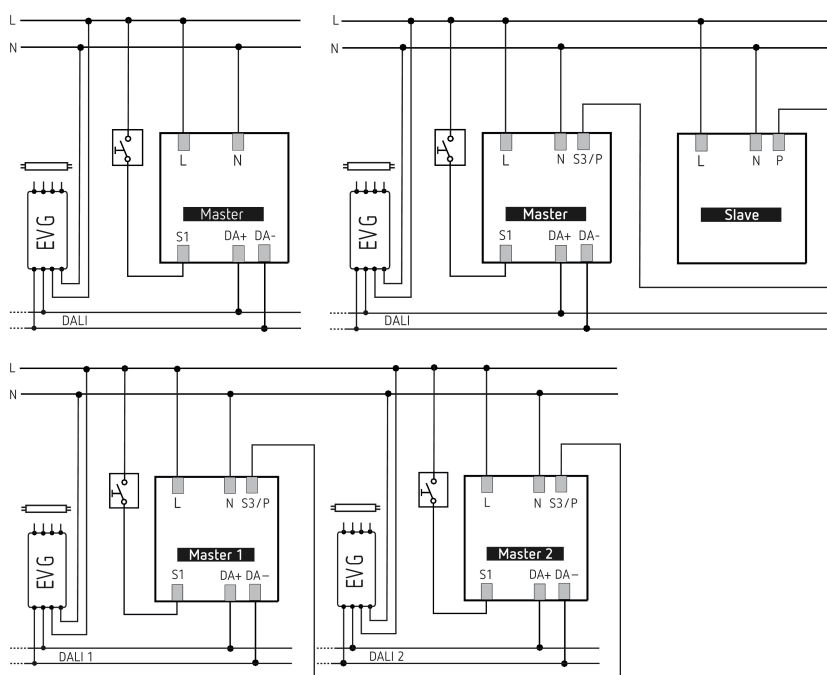 L
N
L N
Master
EVG
S1 DA+ DA-
DALI
L
N
L N S3/P
Master
EVG
S1 DA+ DA-
DALI
L N P
Slave
L
N
L N S3/P
Master 1
EVG
S1 DA+ DA-
DALI 1
L N S3/P
Master 2
EVG
S1 DA+ DA-
DALI 2